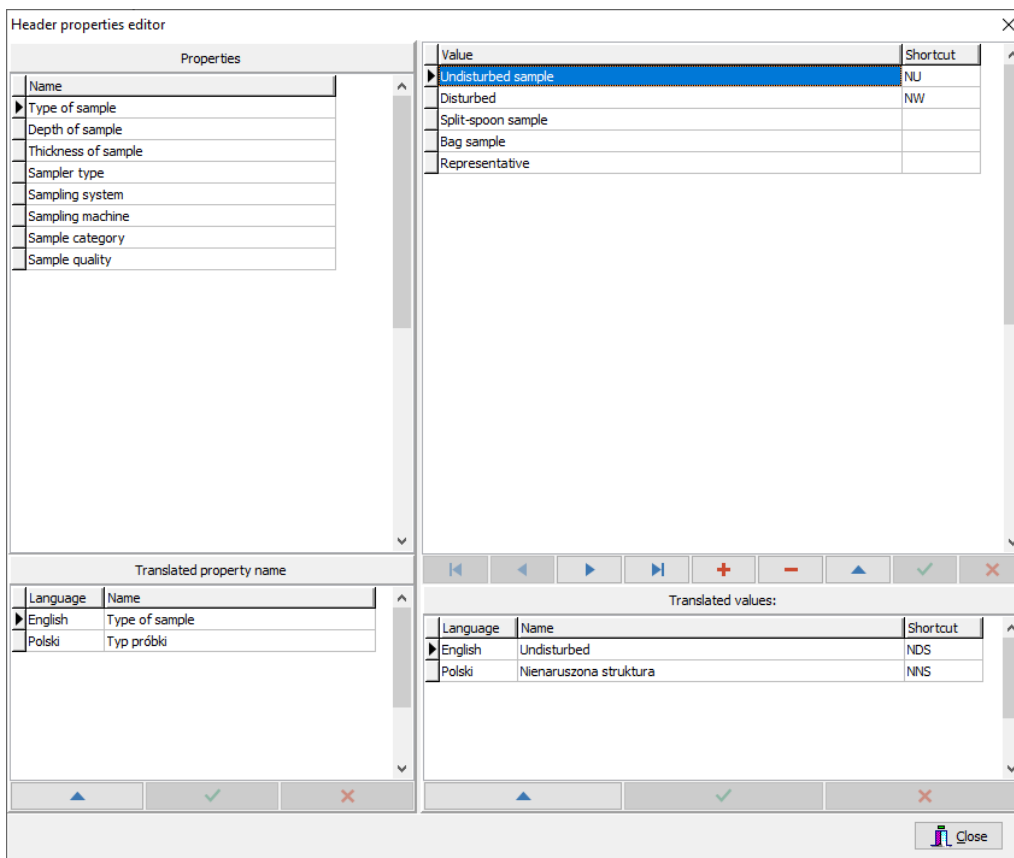 Header properties editor
Properties
Name
Type of sample
Depth of sample
Thickness of sample
Sampler type
Sampling system
Sampling machine
Sample category
Sample quality
Value Shortcut
Undisturbed sample NU
Disturbed NW
Split-spoon sample
Bag sample
Representative
Translated property name
Language Name
English Type of sample
Polski Typ próbki
Translated values:
Language Name Shortcut
English Undisturbed NDS
Polski Nienaruszona struktura NNS
Close